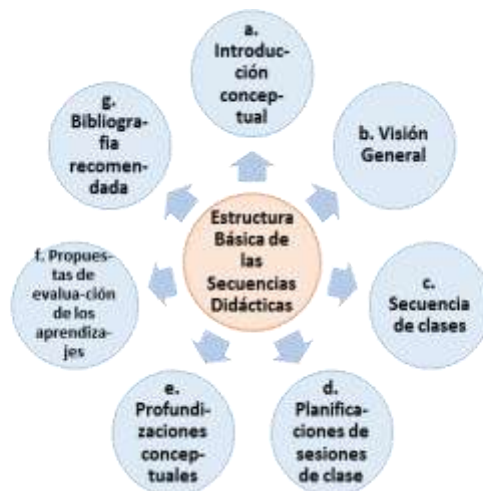 a.
Introduc-
ción
concep-
tual
b. Visión
General
c.
Secuencia
de clases
d.
Planifica-
ciones de
sesiones
de clase
e.
Profundi-
zaciones
concep-
tuales
f. Propues-
tas de
evalua-ción
de los
aprendiza-
jes
g.
Bibliogra-
fia
recomen-
dada
Estructura
Básica de
las
Secuencias
Didácticas